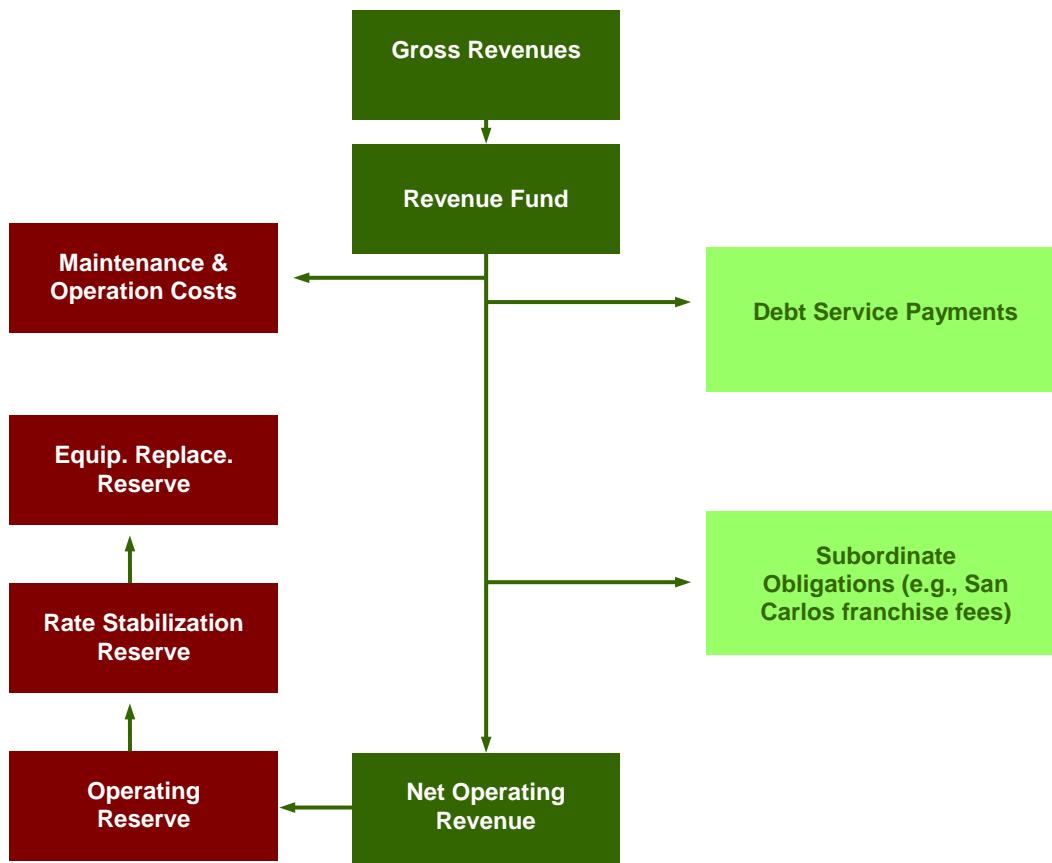 Gross Revenues
Revenue Fund
Maintenance &
Operation Costs
Debt Service Payments
Equip. Replace.
Reserve
Subordinate
Obligations (e.g., San
Carlos franchise fees)
Rate Stabilization
Reserve
Operating
Reserve
Net Operating
Revenue